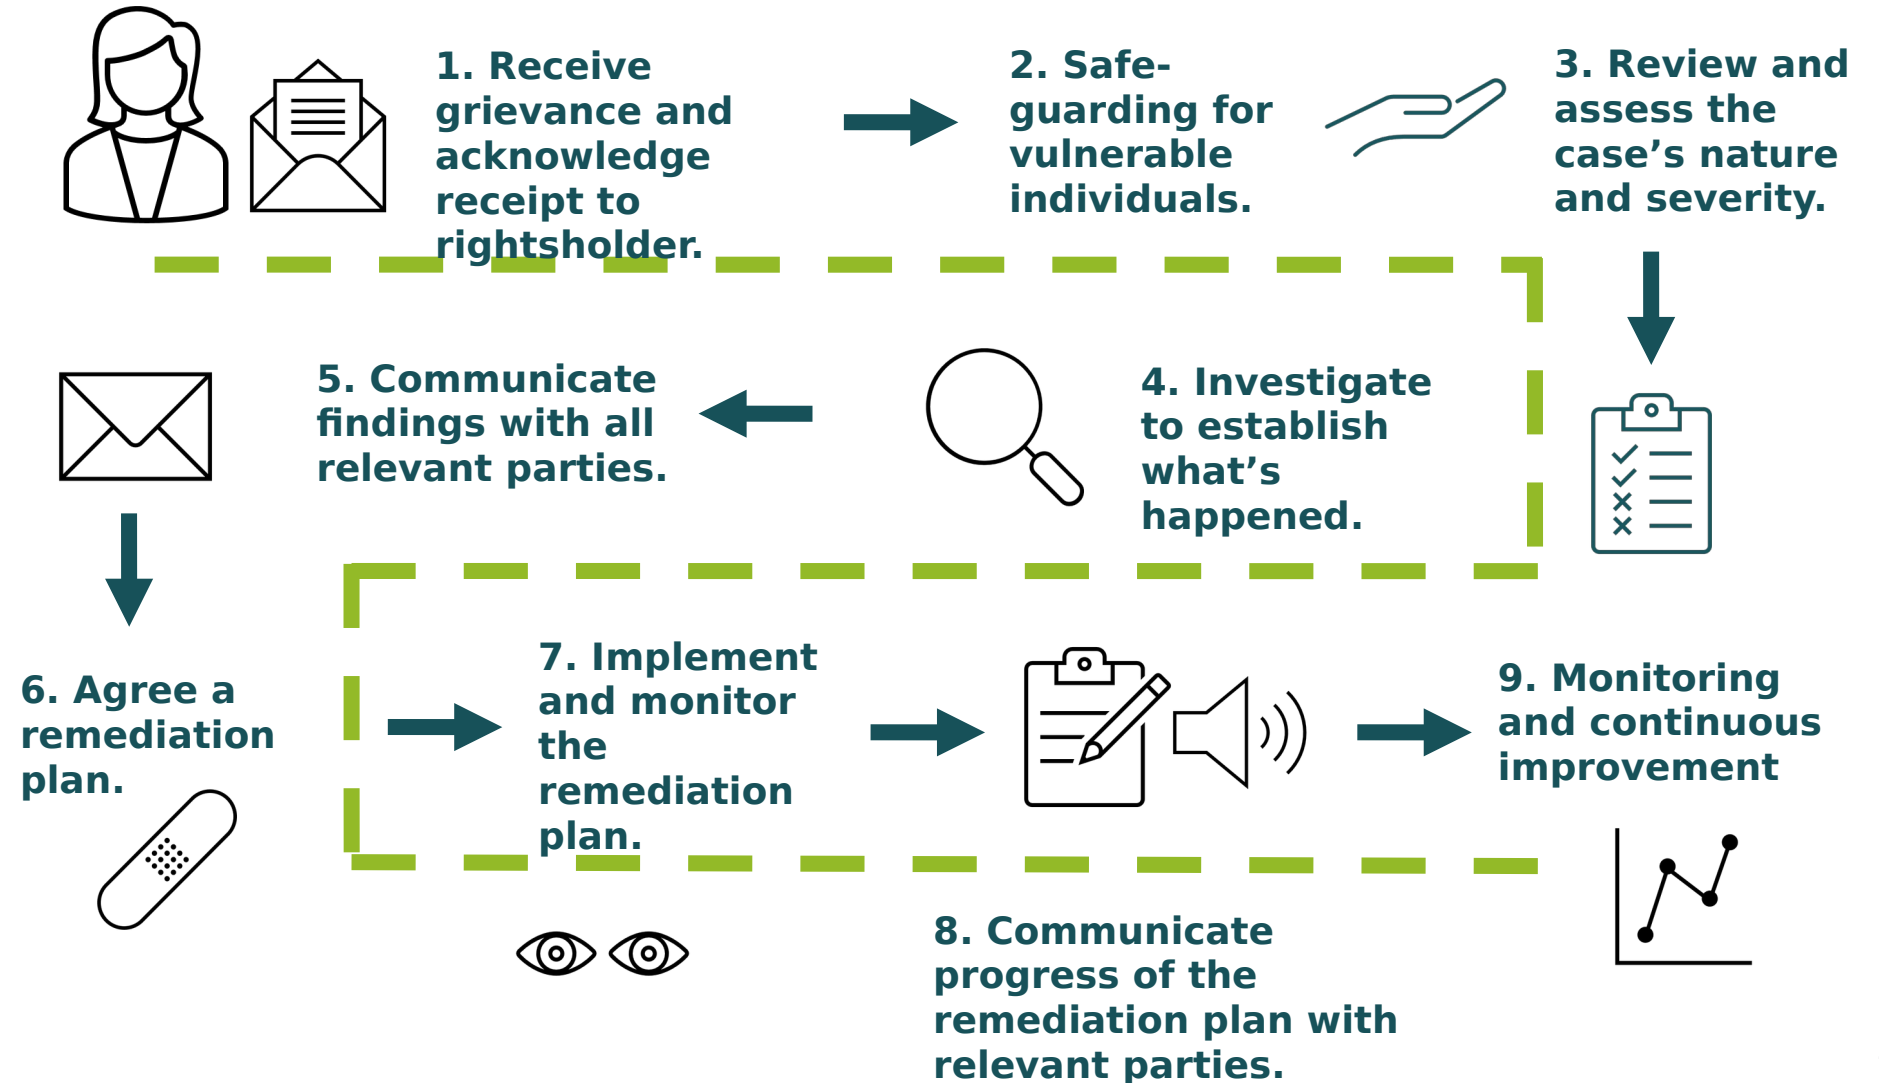 1. Receive
grievance and
acknowledge
receipt to
rightsholder.
2. Safe-
guarding for
vulnerable
individuals.
3. Review and
assess the
case’s nature
and severity.
4. Investigate
to establish
what’s
happened.
5. Communicate
findings with all
relevant parties.
6. Agree a
remediation
plan.
7. Implement
and monitor
the
remediation
plan.
8. Communicate
progress of the
remediation plan with
relevant parties.
9. Monitoring
and continuous
improvement